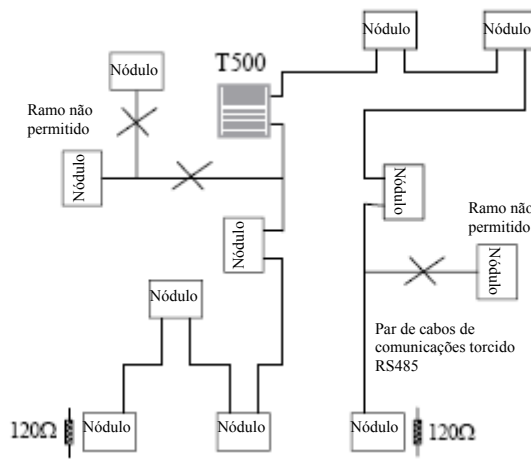 Nódulo
Nódulo
Nódulo
T500
Ramo não
permitido
Nódulo
Nódulo
Ramo não
permitido
Nódulo
Nódulo
Nódulo
Par de cabos de
comunicações torcido
RS485
120Ω
Nódulo
Nódulo
Nódulo
120Ω